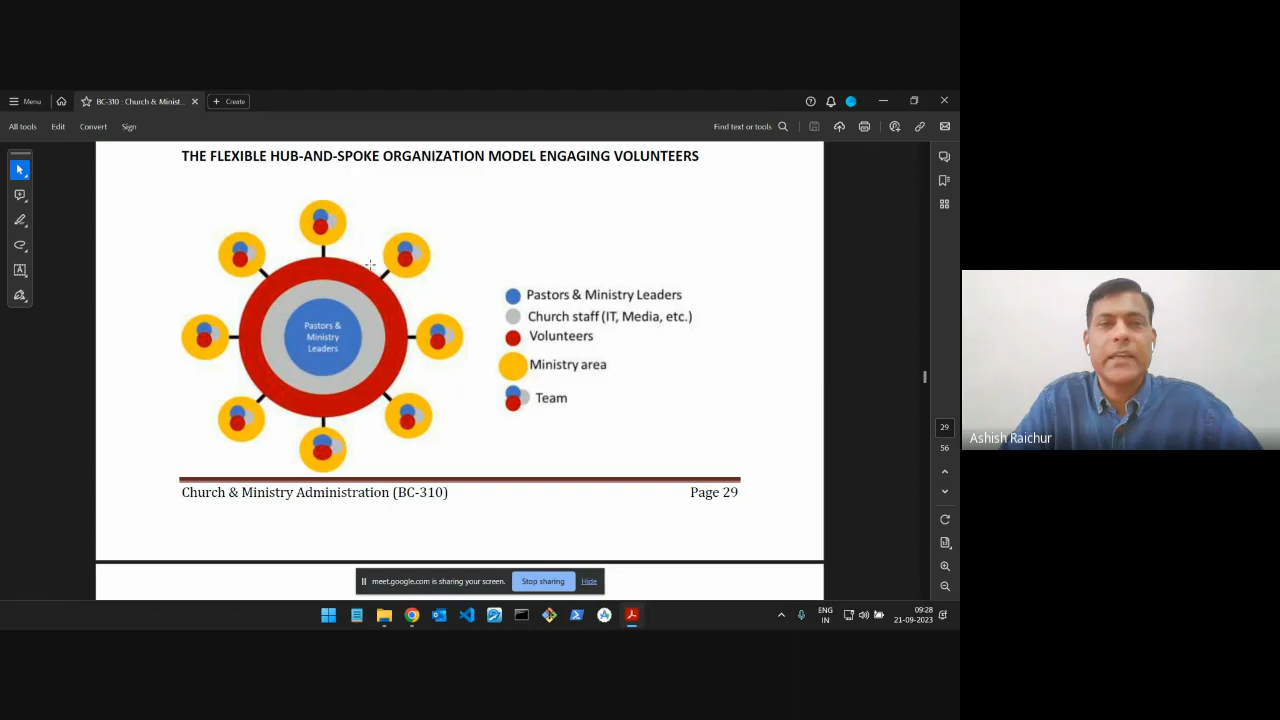 Menu
BC-310 : Church & Minist...
Create
All tools
Edit
Convert
Sign
Find text or tools
THE FLEXIBLE HUB-AND-SPOKE ORGANIZATION MODEL ENGAGING VOLUNTEERS
Pastors &
Ministry
Leaders
Pastors & Ministry Leaders
Church staff (IT, Media, etc.)
Volunteers
Ministry area
Team
Church & Ministry Administration (BC-310)
Page 29
29
56
Ashish Raichur
meet.google.com is sharing your screen.
Stop sharing
Hide
ENG
IN
09:28
21-09-2023